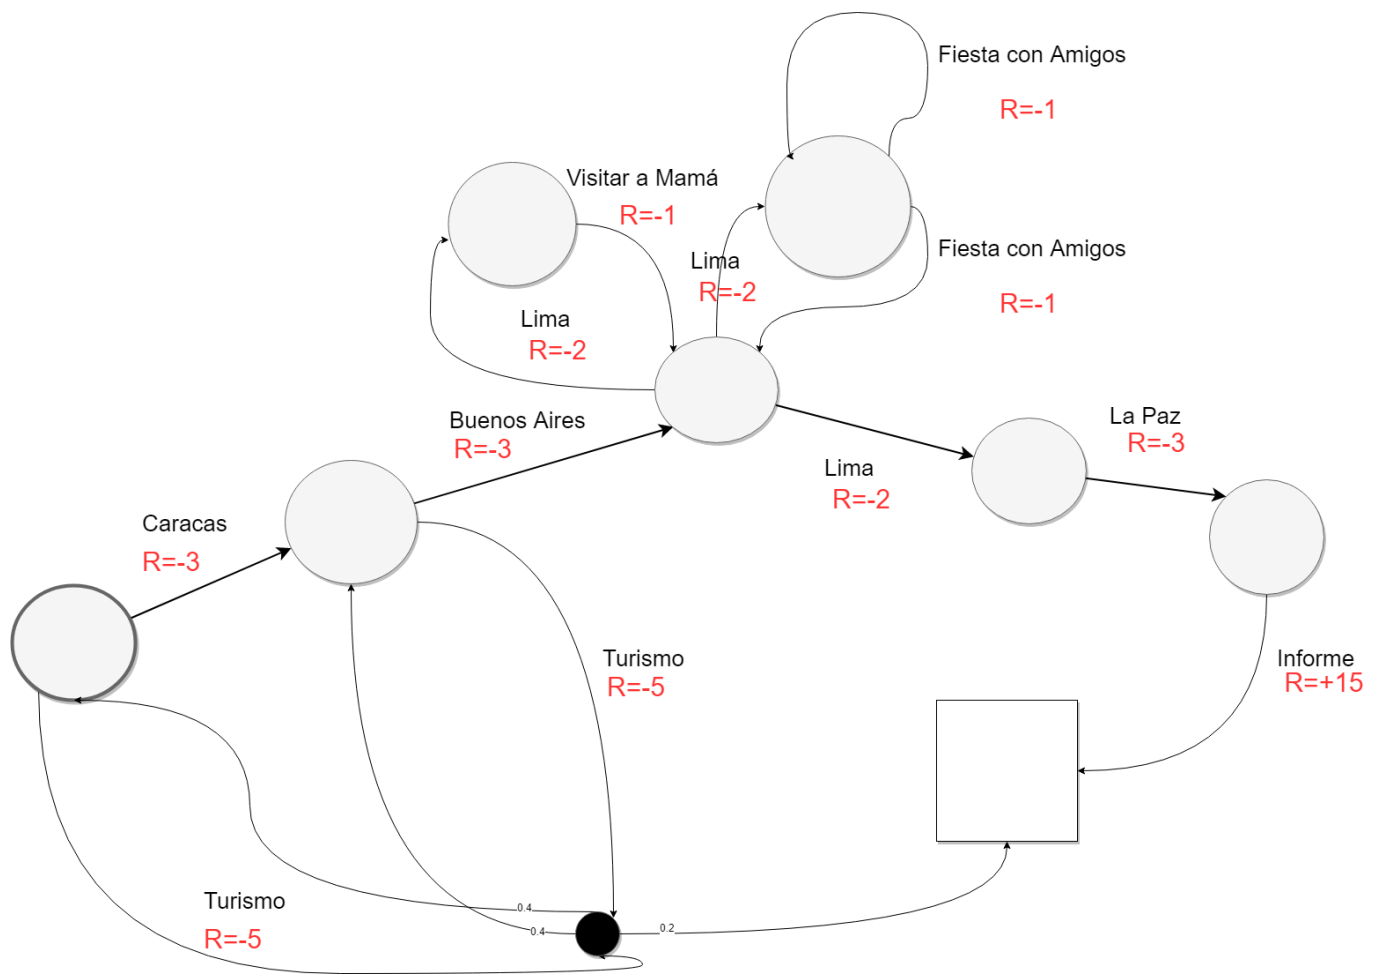 Fiesta con Amigos
R=-1
Visitar a Mamá
R=-1
Fiesta con Amigos
R=-1
Lima
R=-2
Lima
R=-2
Buenos Aires
R=-3
La Paz
R=-3
Lima
R=-2
Caracas
R=-3
Turismo
R=-5
Informe
R=+15
Turismo
R=-5
0.4
0.4
0.2